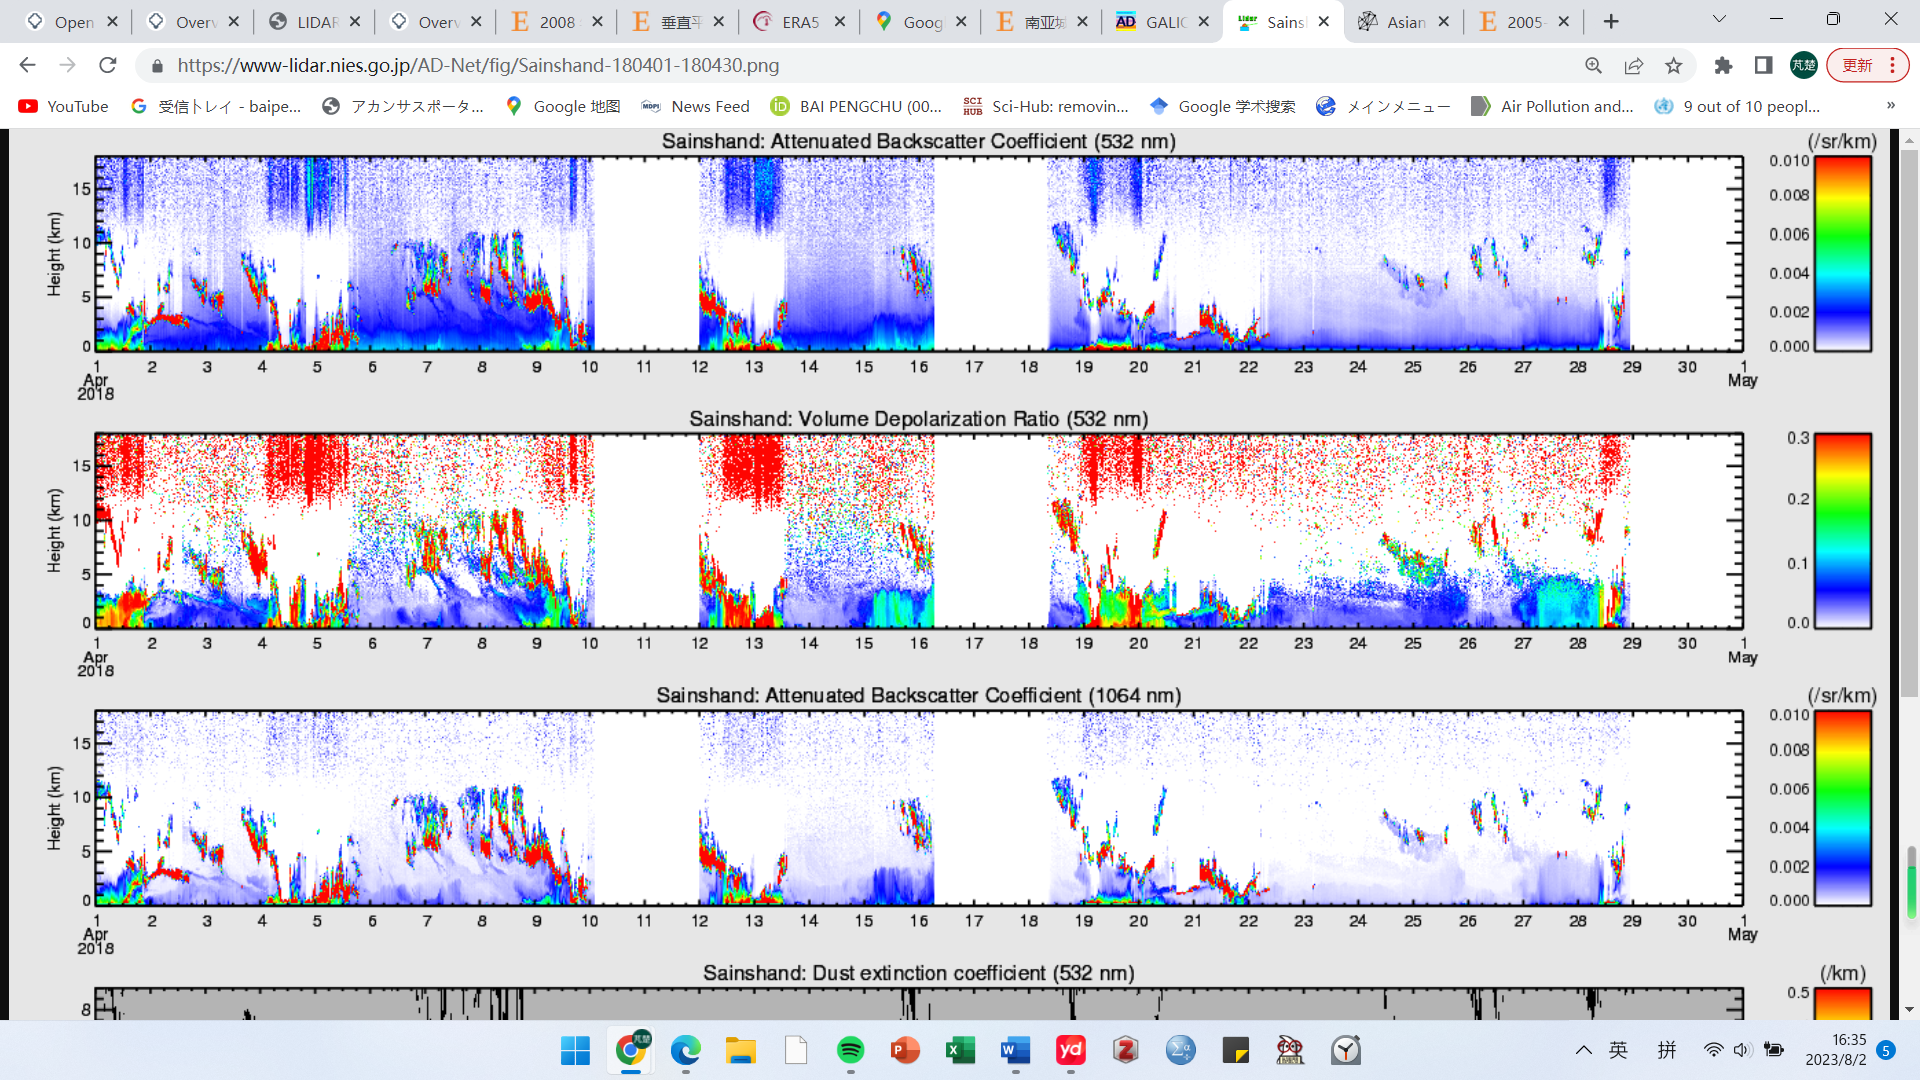 Open
Overv
LIDAR
Overv
2008
垂直平
ERA5
Goog
南亚城
GALIC
Sains
Asian
2005-
https://www-lidar.nies.go.jp/AD-Net/fig/Sainshand-180401-180430.png
更新
YouTube
受信トレイ - baipe...
アカンサスポータ...
Google 地图
News Feed
BAI PENGCHU (00...
Sci-Hub: removin...
Google 学术搜索
メインメニュー
Air Pollution and...
9 out of 10 peopl...
»
Sainshand: Attenuated Backscatter Coefficient (532 nm)
(/sr/km)
Height (km)
15
10
5
0
1 2 3 4 5 6 7 8 9 10 11 12 13 14 15 16 17 18 19 20 21 22 23 24 25 26 27 28 29 30 1
Apr May
2018
0.010
0.008
0.006
0.004
0.002
0.000
Sainshand: Volume Depolarization Ratio (532 nm)
Height (km)
15
10
5
0
1 2 3 4 5 6 7 8 9 10 11 12 13 14 15 16 17 18 19 20 21 22 23 24 25 26 27 28 29 30 1
Apr May
2018
0.3
0.2
0.1
0.0
Sainshand: Attenuated Backscatter Coefficient (1064 nm)
(/sr/km)
Height (km)
15
10
5
0
1 2 3 4 5 6 7 8 9 10 11 12 13 14 15 16 17 18 19 20 21 22 23 24 25 26 27 28 29 30 1
Apr May
2018
0.010
0.008
0.006
0.004
0.002
0.000
Sainshand: Dust extinction coefficient (532 nm)
(/km)
8
0.5
英
拼
16:35
2023/8/2
5